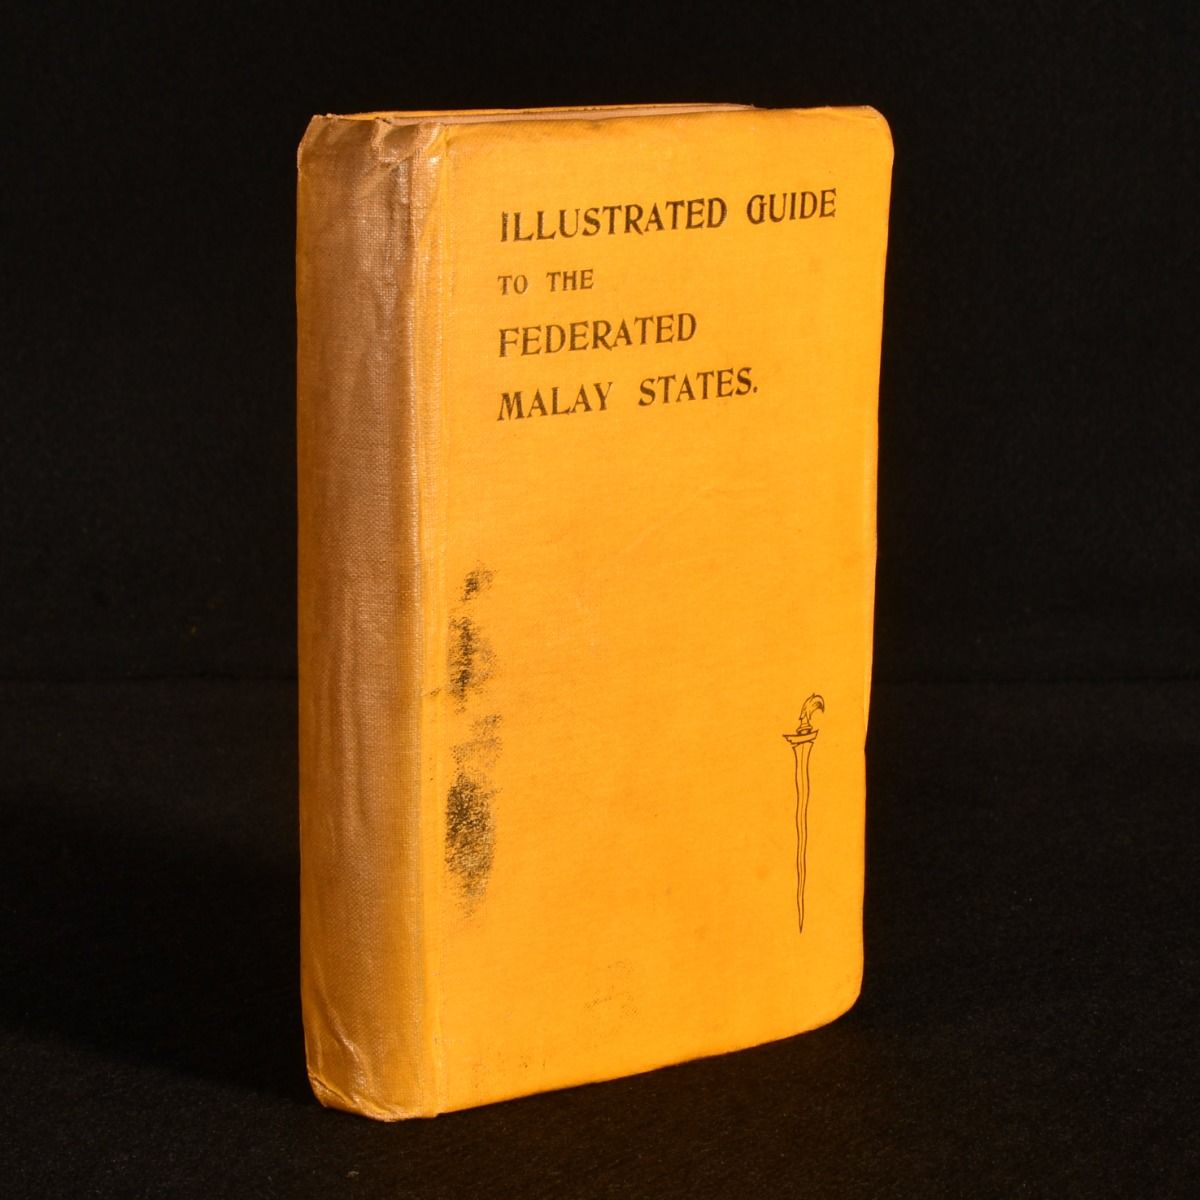 ILLUSTRATED GUIDE
TO THE
FEDERATED
MALAY STATES.